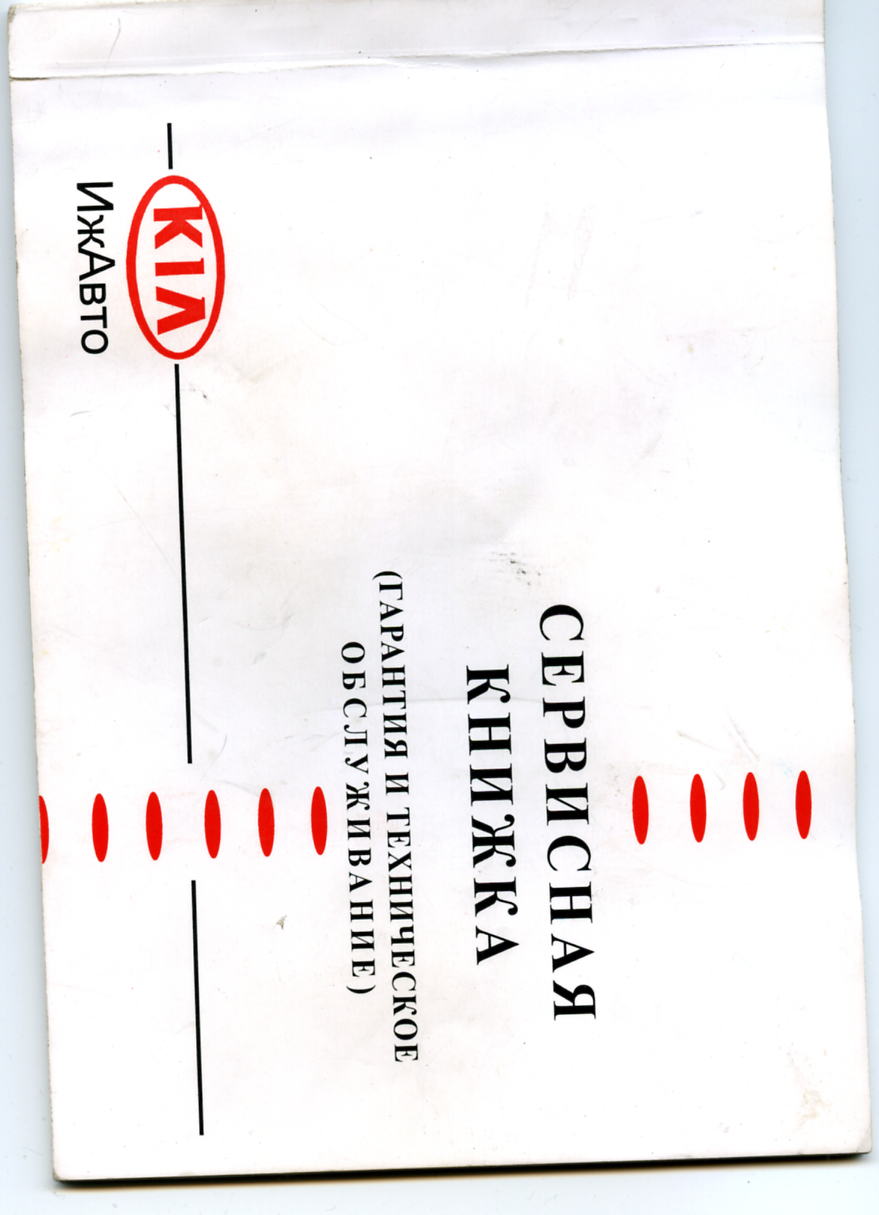 СЕРВИСНАЯ
КНИЖКА
(ГАРАНТИЯ И ТЕХНИЧЕСКОЕ
ОБСЛУЖИВАНИЕ)
KIA
ИжАвто